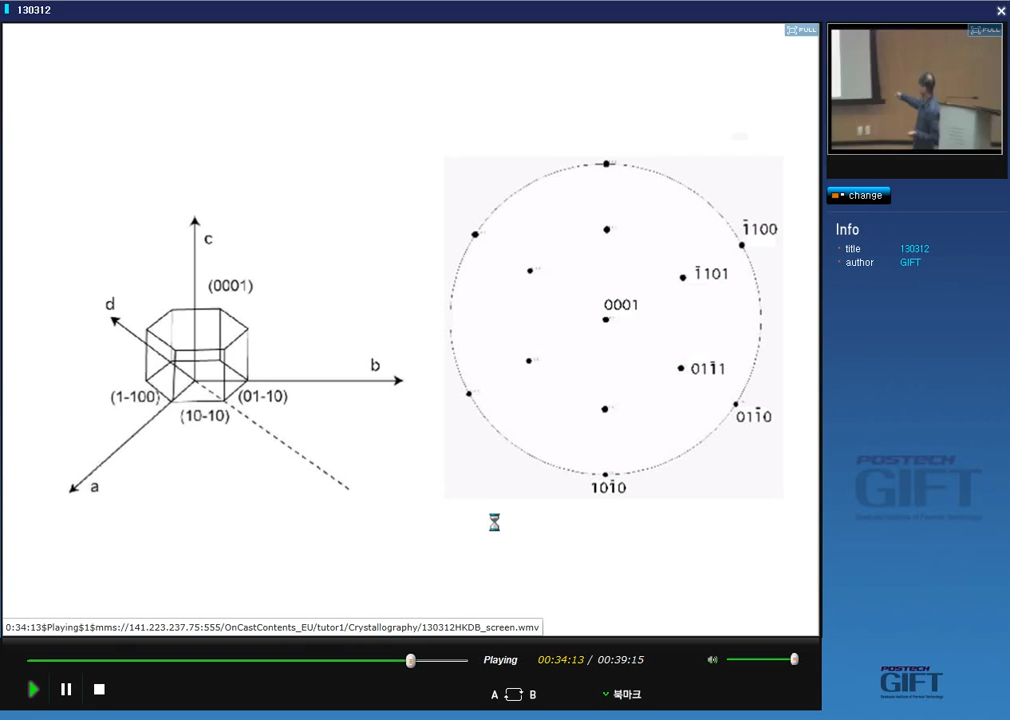 130312
FULL
FULL
c
(0001)
d
b
(1-100)
(01-10)
(10-10)
a
1̄100
1̄101
0001
011̄1
011̄0
101̄0
change
Info
title 130312
author GIFT
POSTECH
GIFT
0:34:13$Playing$1$mms://141.223.237.75:555/OnCastContents_EU/tutor1/Crystallography/130312HKDB_screen.wmv
Playing 00:34:13 / 00:39:15
A B 북마크
POSTECH
GIFT